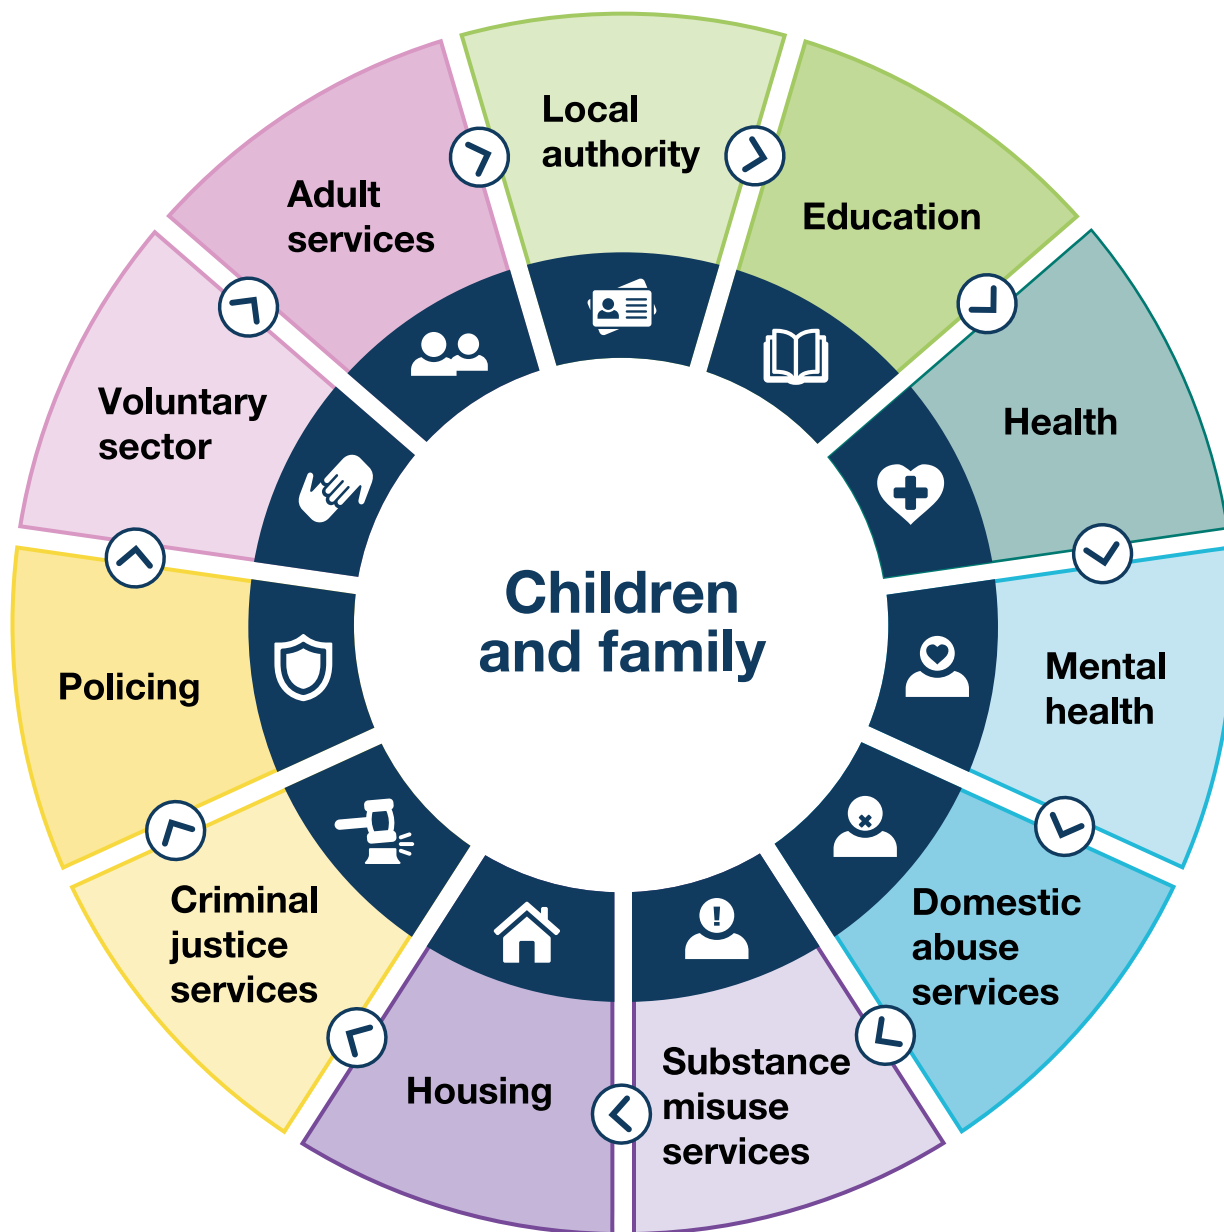 Local
authority
Education
Health
Mental
health
Domestic
abuse
services
Substance
misuse
services
Housing
Criminal
justice
services
Policing
Voluntary
sector
Adult
services
Children
and family